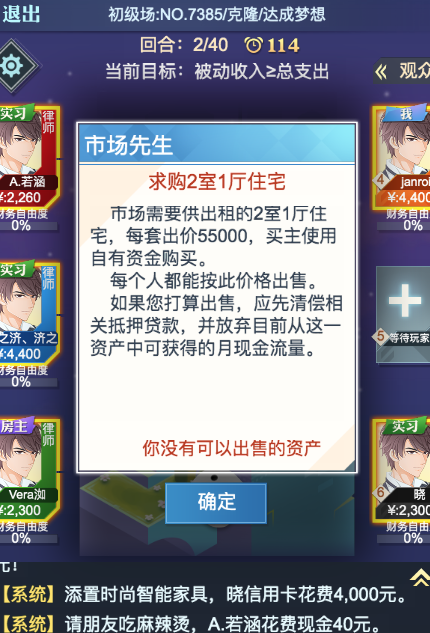 退出
初级场:NO.7385/克隆/达成梦想
回合：2/40 114
当前目标：被动收入≥总支出
《 观众
实习
律师
A.若涵
¥:2,260
财务自由度
0%
我
4
janroi
¥:4,400
财务自由度
0%
市场先生
求购2室1厅住宅
市场需要供出租的2室1厅住
宅，每套出价55000，买主使用
自有资金购买。
每个人都能按此价格出售。
如果您打算出售，应先清偿相
关抵押贷款，并放弃目前从这一
资产中可获得的月现金流量。
你没有可以出售的资产
确定
实习
律师
之济、济之
¥:4,400
财务自由度
0%
5
等待玩家
房主
律师
Vera洳
¥:2,300
财务自由度
0%
实习
6
晓
¥:2,300
财务自由度
0%
元！
【系统】添置时尚智能家具，晓信用卡花费4,000元。
【系统】请朋友吃麻辣烫，A.若涵花费现金40元。